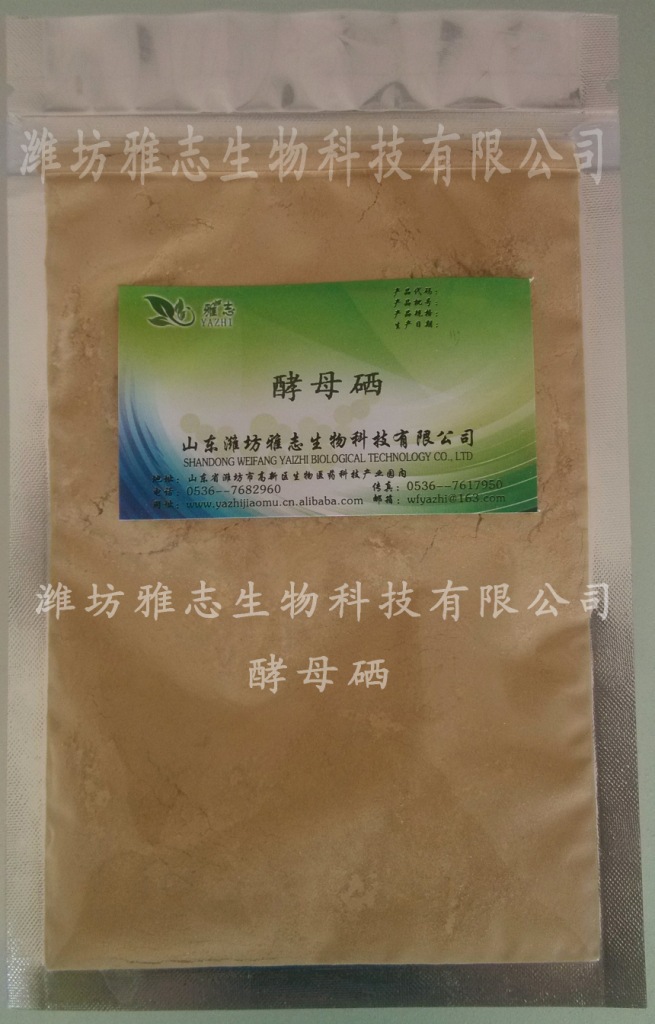 潍坊雅志生物科技有限公司
雅志
YAZHI
产品代码：
产品批号：
产品规格：
生产日期：
酵母硒
山东潍坊雅志生物科技有限公司
SHANDONG WEIFANG YAIZHI BIOLOGICAL TECHNOLOGY CO., LTD
地址：山东省潍坊市高新区生物医药科技产业园内
电话：0536--7682960 传真：0536--7617950
网址：www.yazhijiaomu.cn.alibaba.com 邮箱：wfyazhi@163.com
潍坊雅志生物科技有限公司
酵母硒